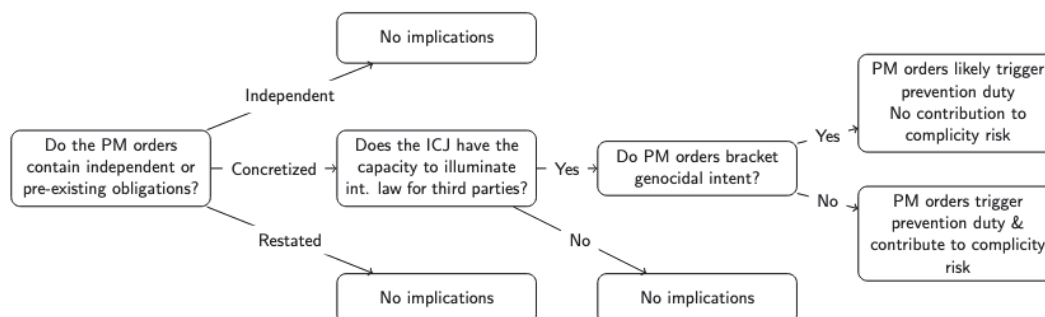 No implications
Independent
Do the PM orders
contain independent or
pre-existing obligations?
Concretized
Does the ICJ have the
capacity to illuminate
int. law for third parties?
Yes
Do PM orders bracket
genocidal intent?
Yes
PM orders likely trigger
prevention duty
No contribution to
complicity risk
No
PM orders trigger
prevention duty &
contribute to complicity
risk
Restated
No implications
No
No implications